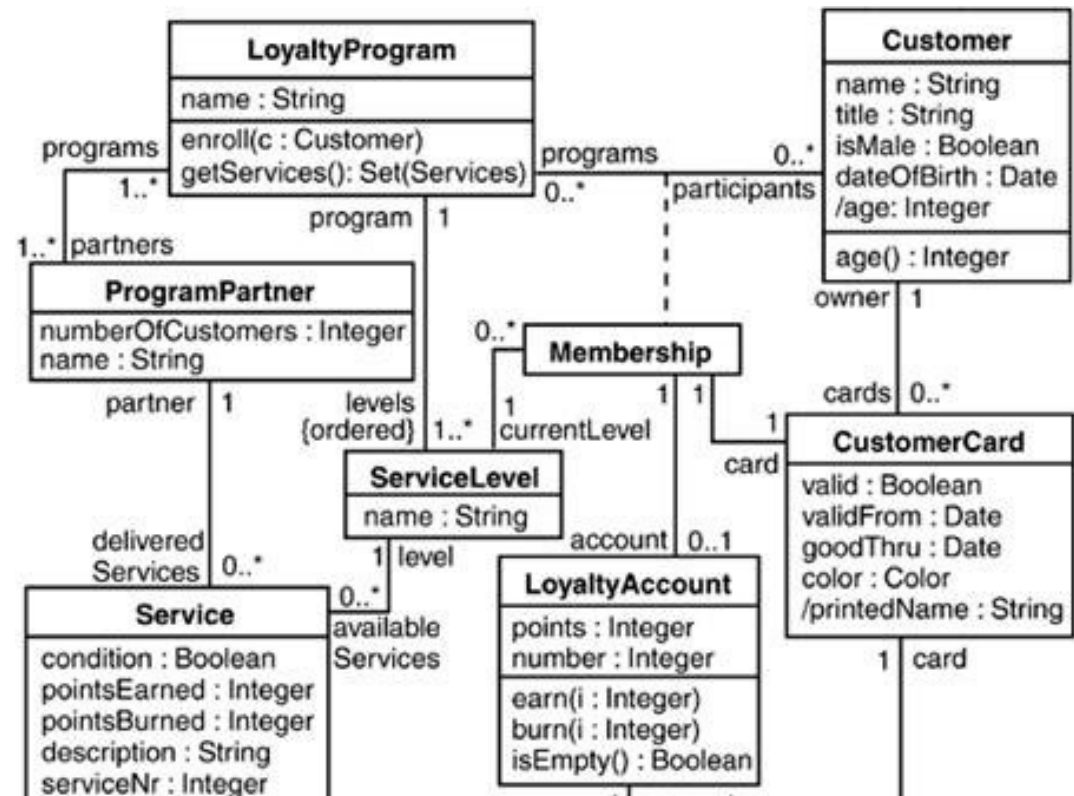 LoyaltyProgram
name : String
enroll(c : Customer)
getServices(): Set(Services)
Customer
name : String
title : String
isMale : Boolean
dateOfBirth : Date
/age: Integer
age() : Integer
programs
1..*
programs
0..*
0..*
participants
program
1
1..*
partners
ProgramPartner
numberOfCustomers : Integer
name : String
owner
1
0..*
Membership
partner
1
levels
{ordered}
1..*
1
currentLevel
1
1
1
card
cards
0..*
CustomerCard
valid : Boolean
validFrom : Date
goodThru : Date
color : Color
/printedName : String
ServiceLevel
name : String
delivered
Services
0..*
1
level
0..*
available
Services
account
0..1
LoyaltyAccount
points : Integer
number : Integer
earn(i : Integer)
burn(i : Integer)
isEmpty() : Boolean
Service
condition : Boolean
pointsEarned : Integer
pointsBurned : Integer
description : String
serviceNr : Integer
1
card